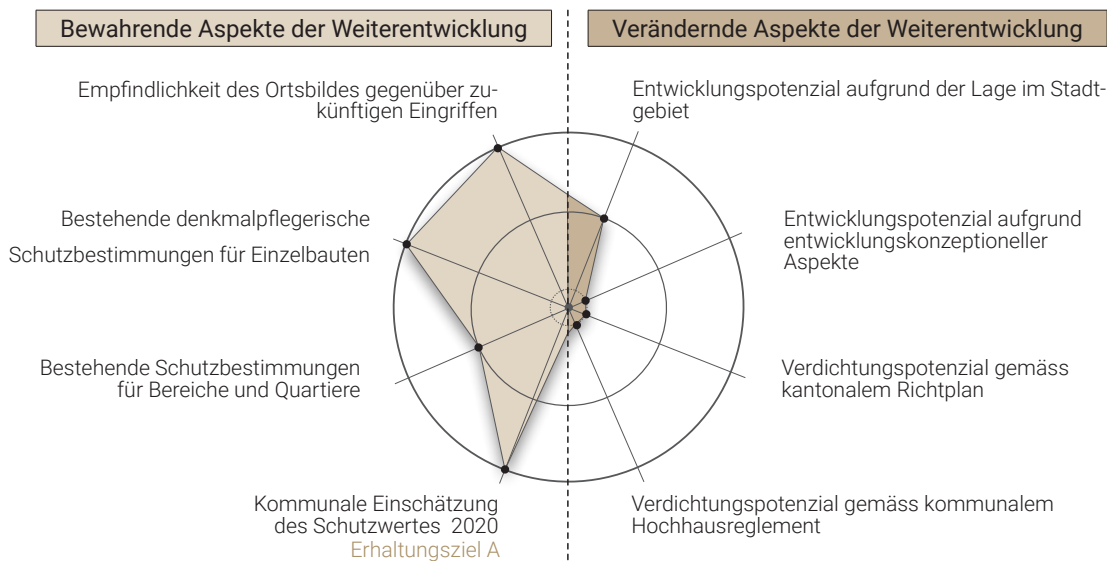 Bewahrende Aspekte der Weiterentwicklung
Verändernde Aspekte der Weiterentwicklung
Empfindlichkeit des Ortsbildes gegenüber zu-
künftigen Eingriffen
Entwicklungspotenzial aufgrund der Lage im Stadt-
gebiet
Bestehende denkmalpflegerische
Schutzbestimmungen für Einzelbauten
Entwicklungspotenzial aufgrund
entwicklungskonzeptioneller
Aspekte
Bestehende Schutzbestimmungen
für Bereiche und Quartiere
Verdichtungspotenzial gemäss
kantonalem Richtplan
Kommunale Einschätzung
des Schutzwertes 2020
Erhaltungsziel A
Verdichtungspotenzial gemäss kommunalem
Hochhausreglement